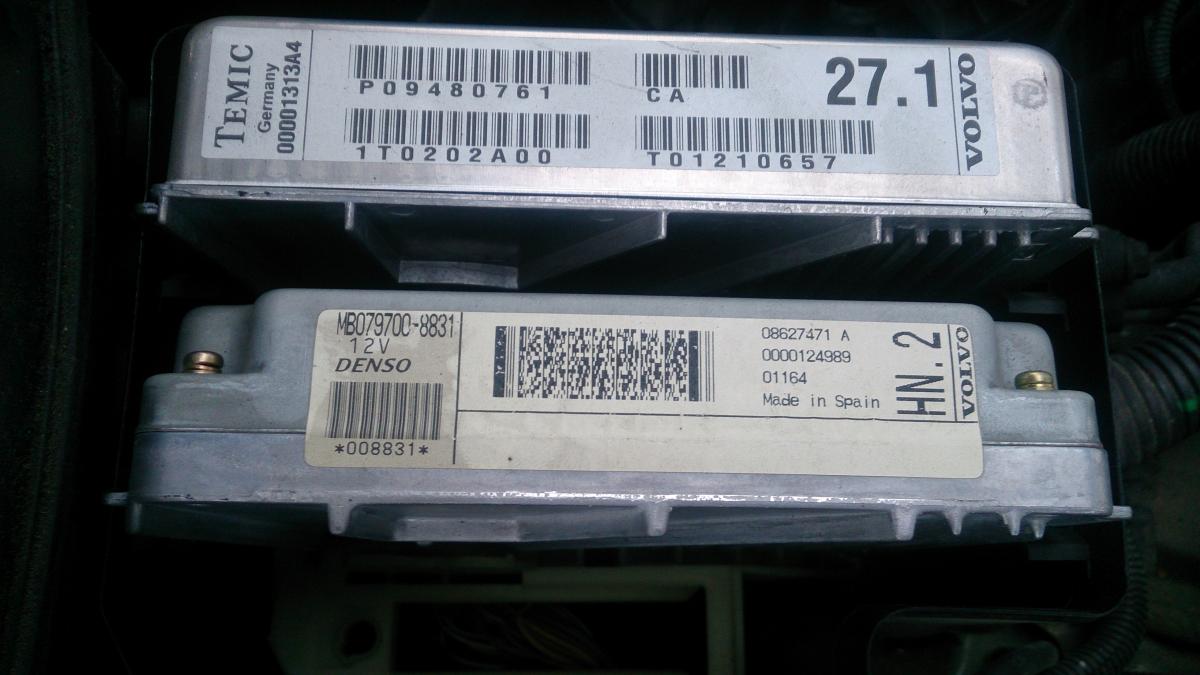 TEMIC
Germany
00001313A4
P09480761
CA
27.1
1T0202A00
T01210657
VOLVO
MB079700-8831
12V
DENSO
*008831*
08627471 A
0000124989
01164
Made in Spain
HN.2
VOLVO